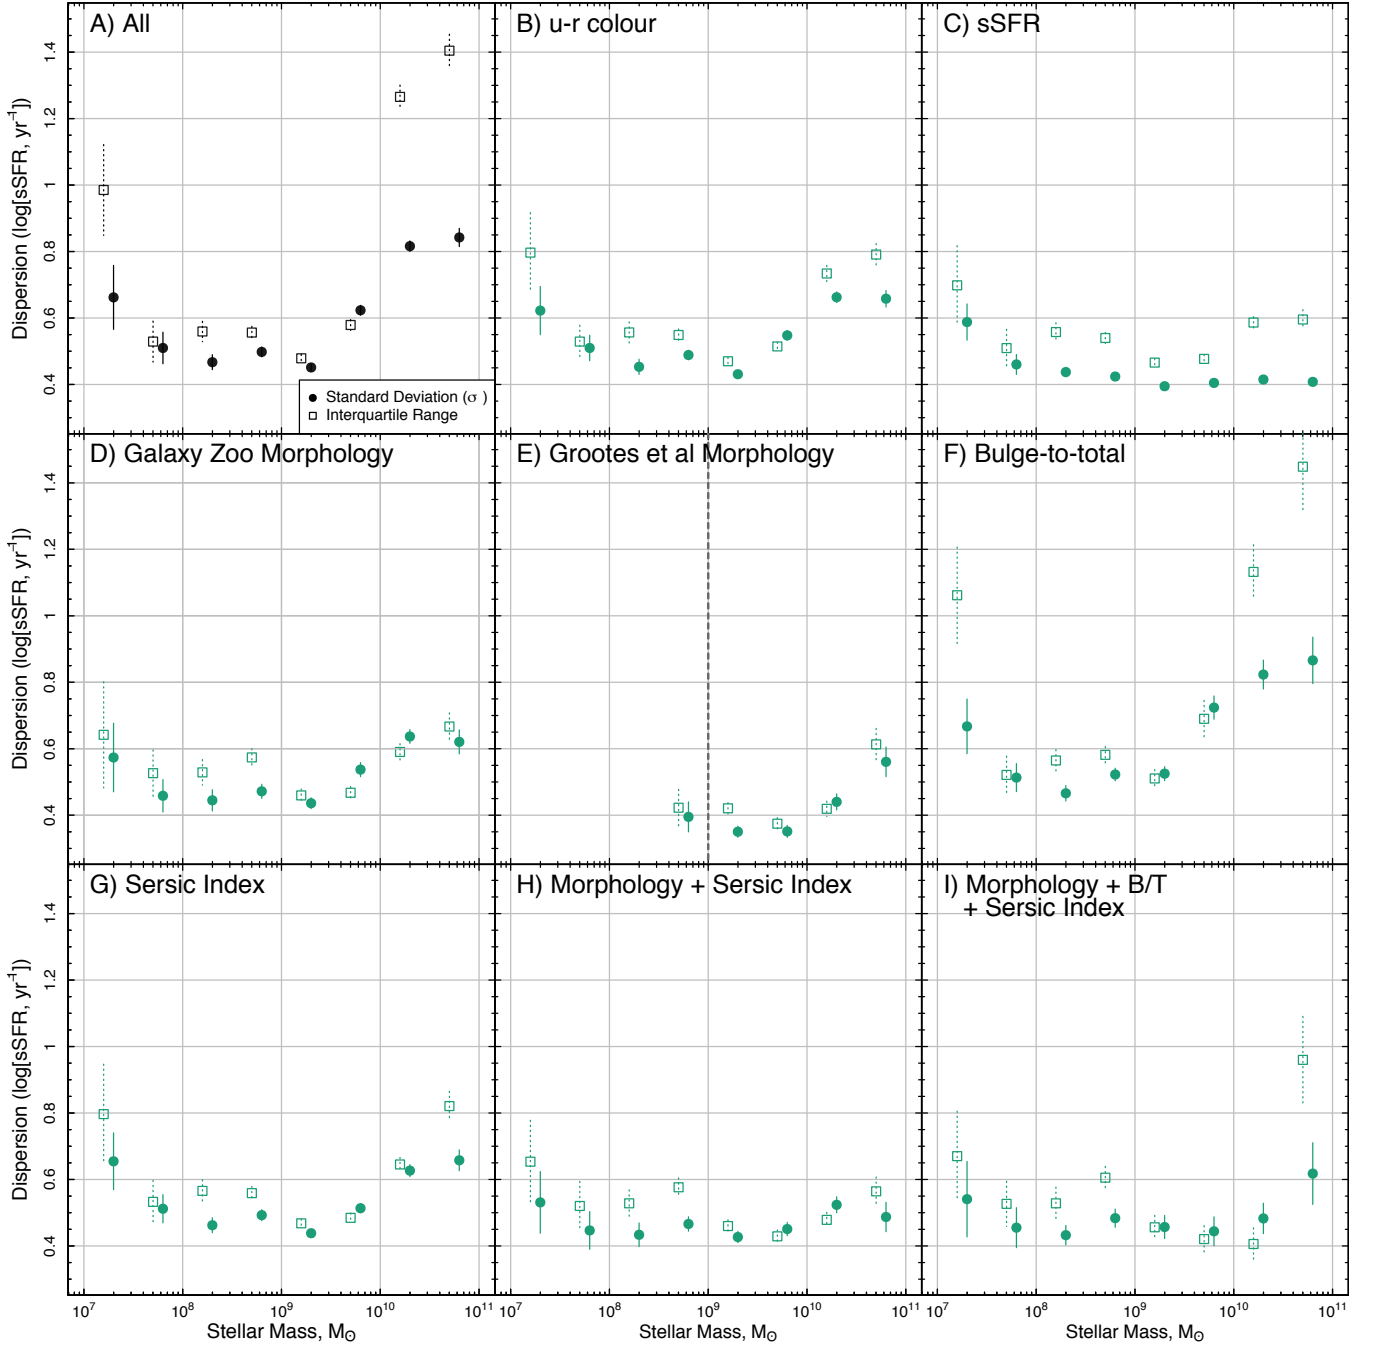 A) All
B) u-r colour
C) sSFR
Dispersion (log[sSFR, yr⁻¹])
1.4
1.2
1
0.8
0.6
0.4
Standard Deviation (σ )
Interquartile Range
D) Galaxy Zoo Morphology
E) Grootes et al Morphology
F) Bulge-to-total
Dispersion (log[sSFR, yr⁻¹])
1.4
1.2
1
0.8
0.6
0.4
G) Sersic Index
H) Morphology + Sersic Index
I) Morphology + B/T
+ Sersic Index
Dispersion (log[sSFR, yr⁻¹])
1.4
1.2
1
0.8
0.6
0.4
10⁷ 10⁸ 10⁹ 10¹⁰ 10¹¹
10⁷ 10⁸ 10⁹ 10¹⁰ 10¹¹
10⁷ 10⁸ 10⁹ 10¹⁰ 10¹¹
Stellar Mass, M☉
Stellar Mass, M☉
Stellar Mass, M☉